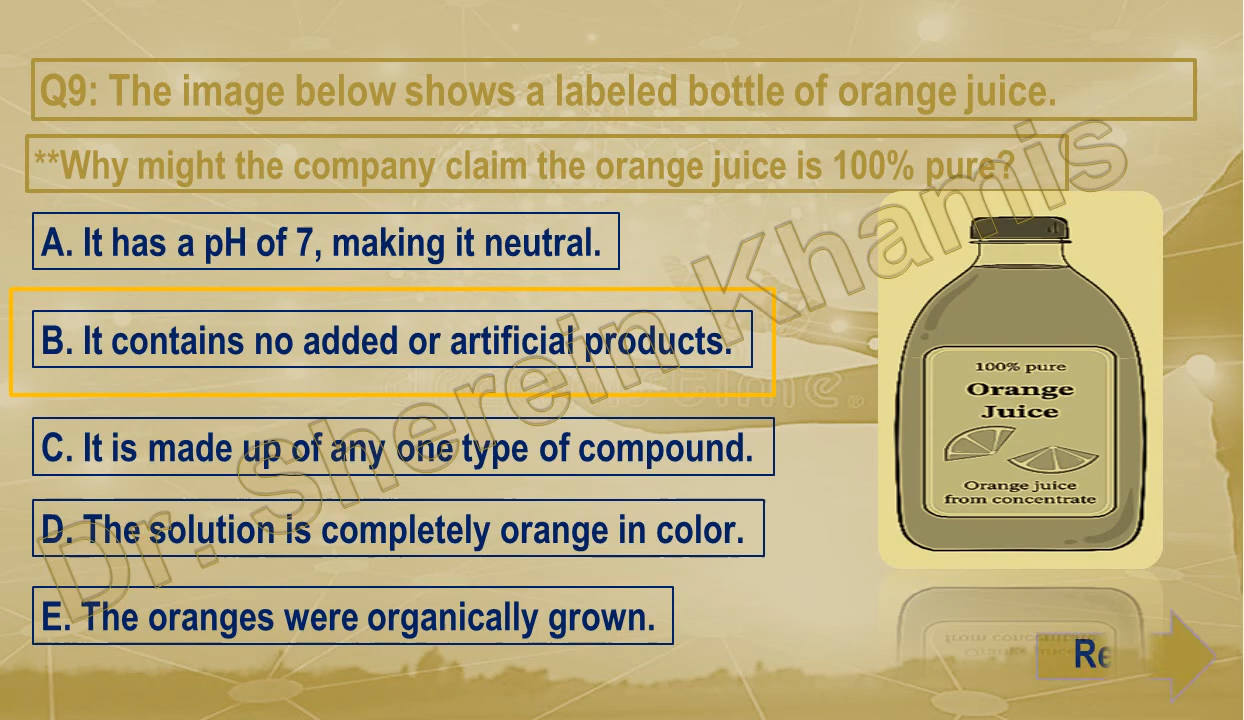 Q9: The image below shows a labeled bottle of orange juice.
**Why might the company claim the orange juice is 100% pure?
A. It has a pH of 7, making it neutral.
B. It contains no added or artificial products.
C. It is made up of any one type of compound.
D. The solution is completely orange in color.
E. The oranges were organically grown.
100% pure
Orange
Juice
Orange juice
from concentrate
Dr. Sherein Khamis